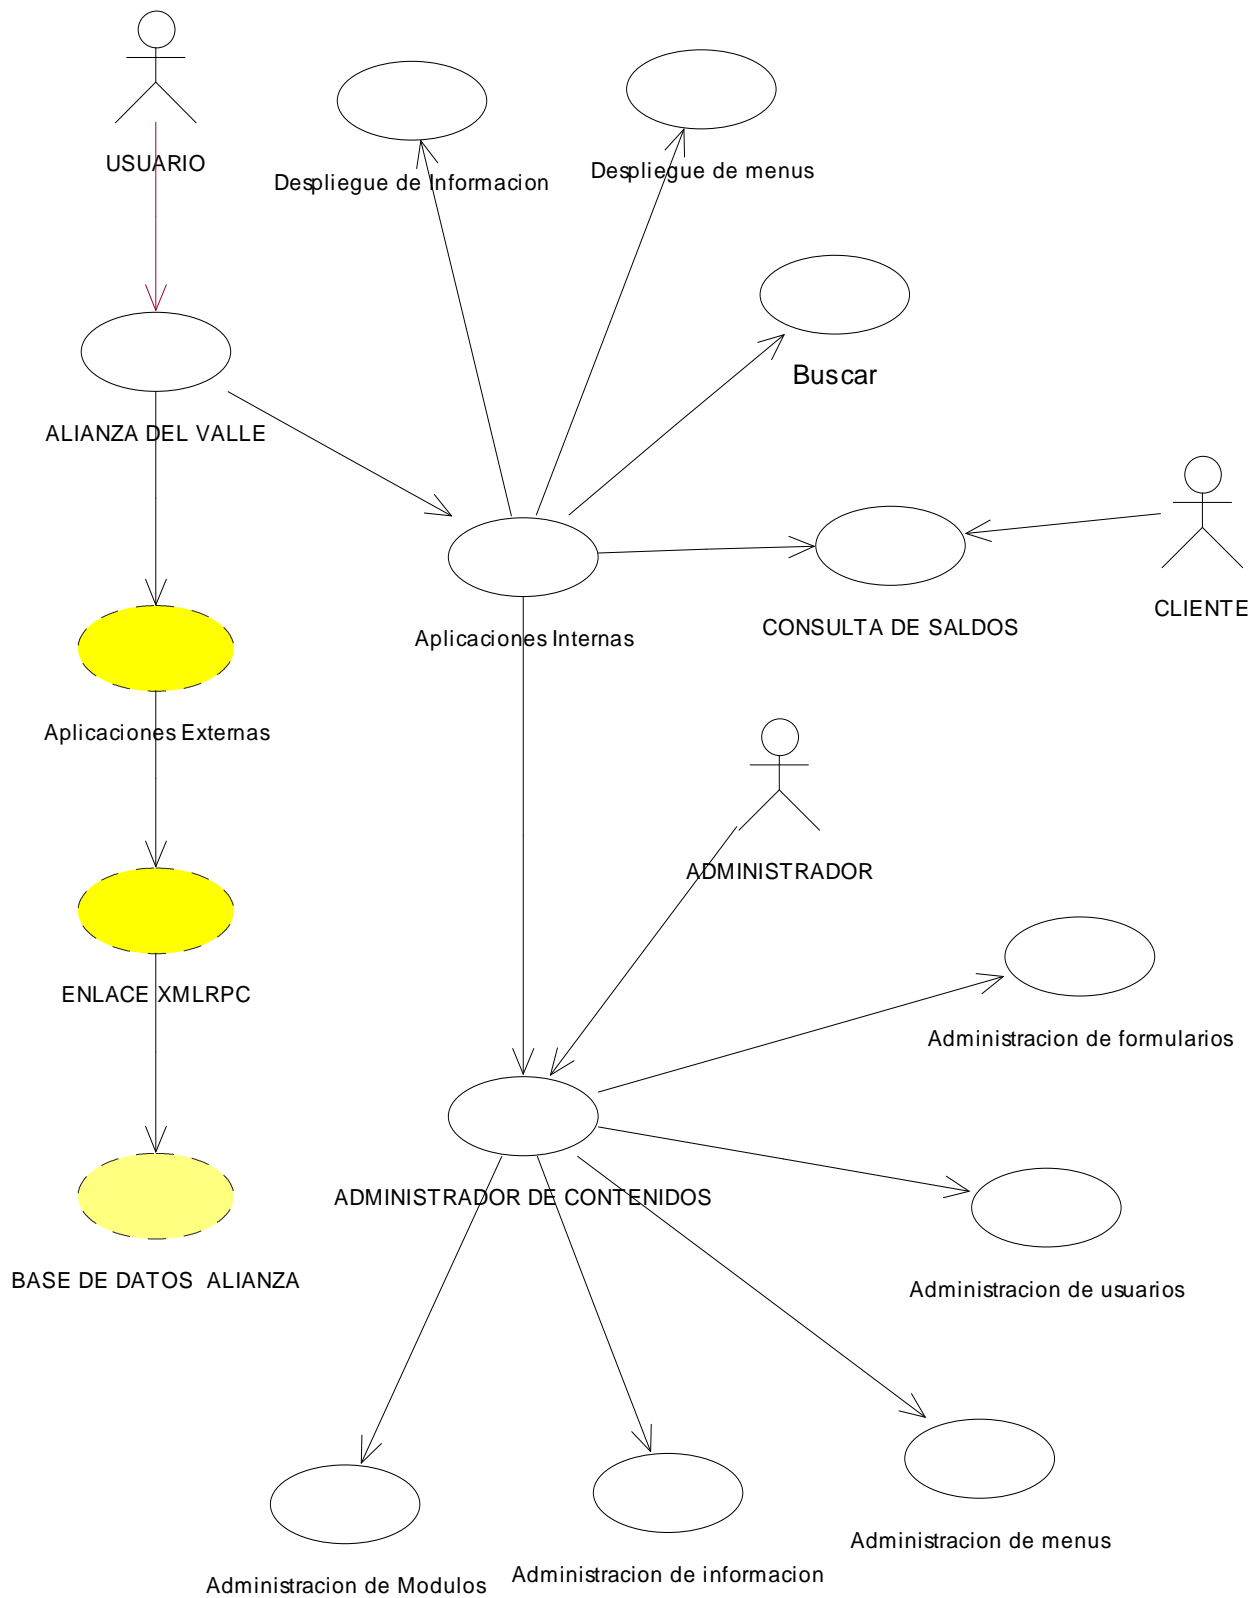 USUARIO
Despliegue de Informacion
Despliegue de menus
Buscar
ALIANZA DEL VALLE
Aplicaciones Internas
CONSULTA DE SALDOS
CLIENTE
Aplicaciones Externas
ADMINISTRADOR
ENLACE XMLRPC
Administracion de formularios
ADMINISTRADOR DE CONTENIDOS
BASE DE DATOS  ALIANZA
Administracion de usuarios
Administracion de menus
Administracion de informacion
Administracion de Modulos